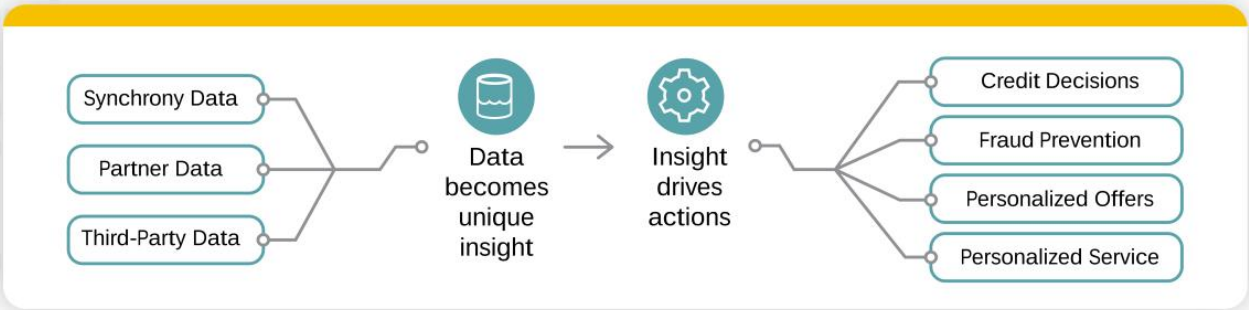 Synchrony Data
Partner Data
Third-Party Data
Data
becomes
unique
insight
Insight
drives
actions
Credit Decisions
Fraud Prevention
Personalized Offers
Personalized Service